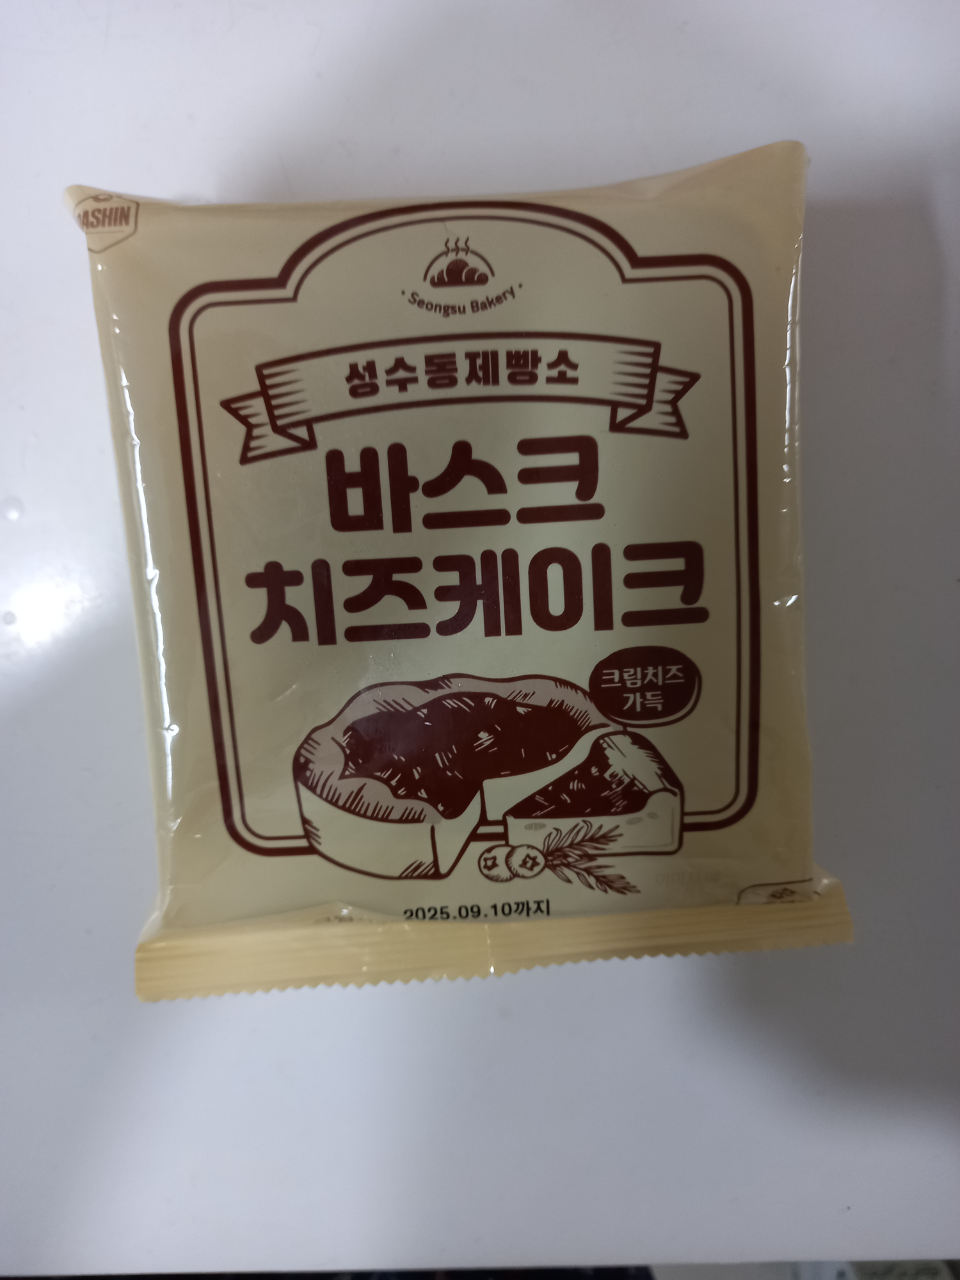 Seongsu Bakery
성수동제빵소
바스크
치즈케이크
크림치즈
가득
2025.09.10까지